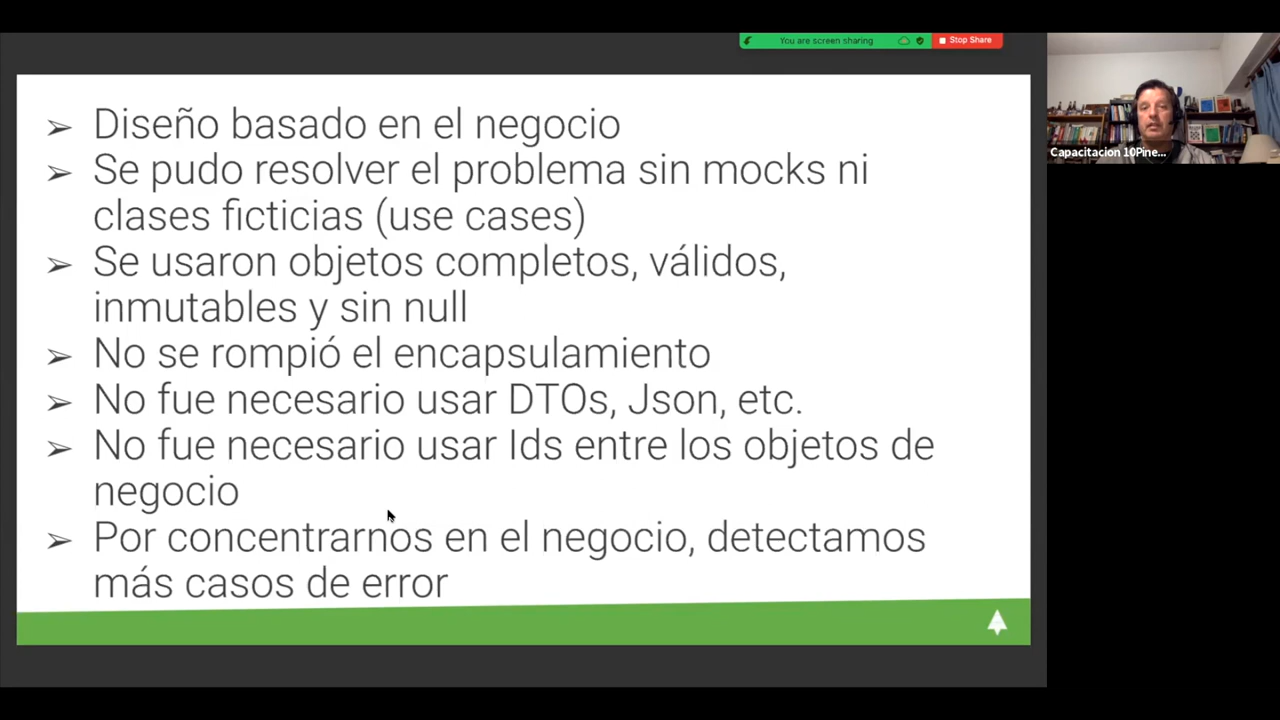 You are screen sharing
Stop Share
➢ Diseño basado en el negocio
➢ Se pudo resolver el problema sin mocks ni
clases ficticias (use cases)
➢ Se usaron objetos completos, válidos,
inmutables y sin null
➢ No se rompió el encapsulamiento
➢ No fue necesario usar DTOs, Json, etc.
➢ No fue necesario usar Ids entre los objetos de
negocio
➢ Por concentrarnos en el negocio, detectamos
más casos de error
Capacitacion 10Pine...